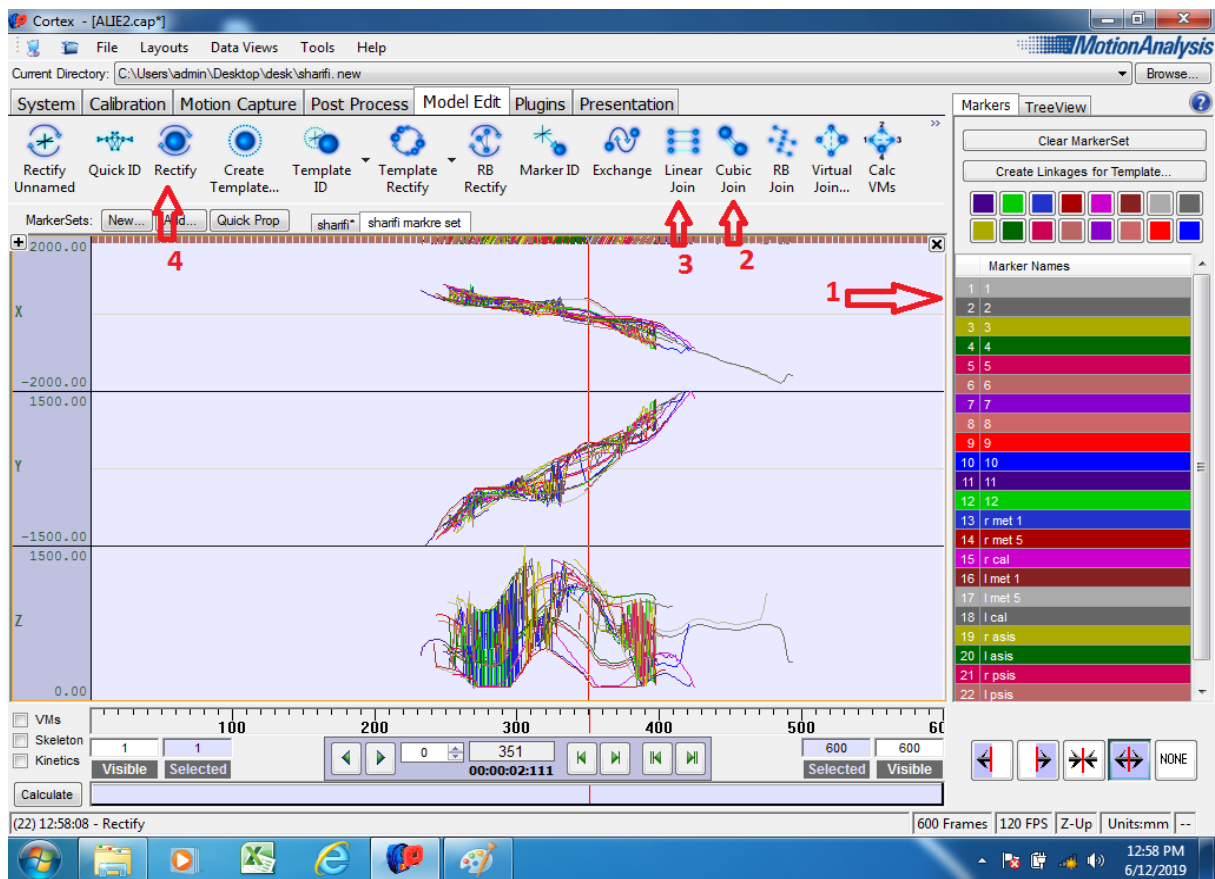 Cortex - [ALIE2.cap*]
File Layouts Data Views Tools Help
MotionAnalysis
Current Directory: C:\Users\admin\Desktop\desk\sharifi. new
Browse...
System Calibration Motion Capture Post Process Model Edit Plugins Presentation
Markers TreeView
Rectify Unnamed
Quick ID
Rectify
Create Template...
Template ID
Template Rectify
RB Rectify
Marker ID
Exchange
Linear Join
Cubic Join
RB Join
Virtual Join...
Calc VMs
Clear MarkerSet
Create Linkages for Template...
MarkerSets: New... Add... Quick Prop sharifi* sharifi markre set
4
3
2
1
2000.00
X
-2000.00
1500.00
Y
-1500.00
1500.00
Z
0.00
Marker Names
1 1
2 2
3 3
4 4
5 5
6 6
7 7
8 8
9 9
10 10
11 11
12 12
13 r met 1
14 r met 5
15 r cal
16 l met 1
17 l met 5
18 l cal
19 r asis
20 l asis
21 r psis
22 l psis
VMs
Skeleton
Kinetics
100 200 300 400 500
1 1
Visible Selected
0 351
00:00:02:111
600 600
Selected Visible
NONE
Calculate
(22) 12:58:08 - Rectify
600 Frames 120 FPS Z-Up Units:mm --
12:58 PM
6/12/2019